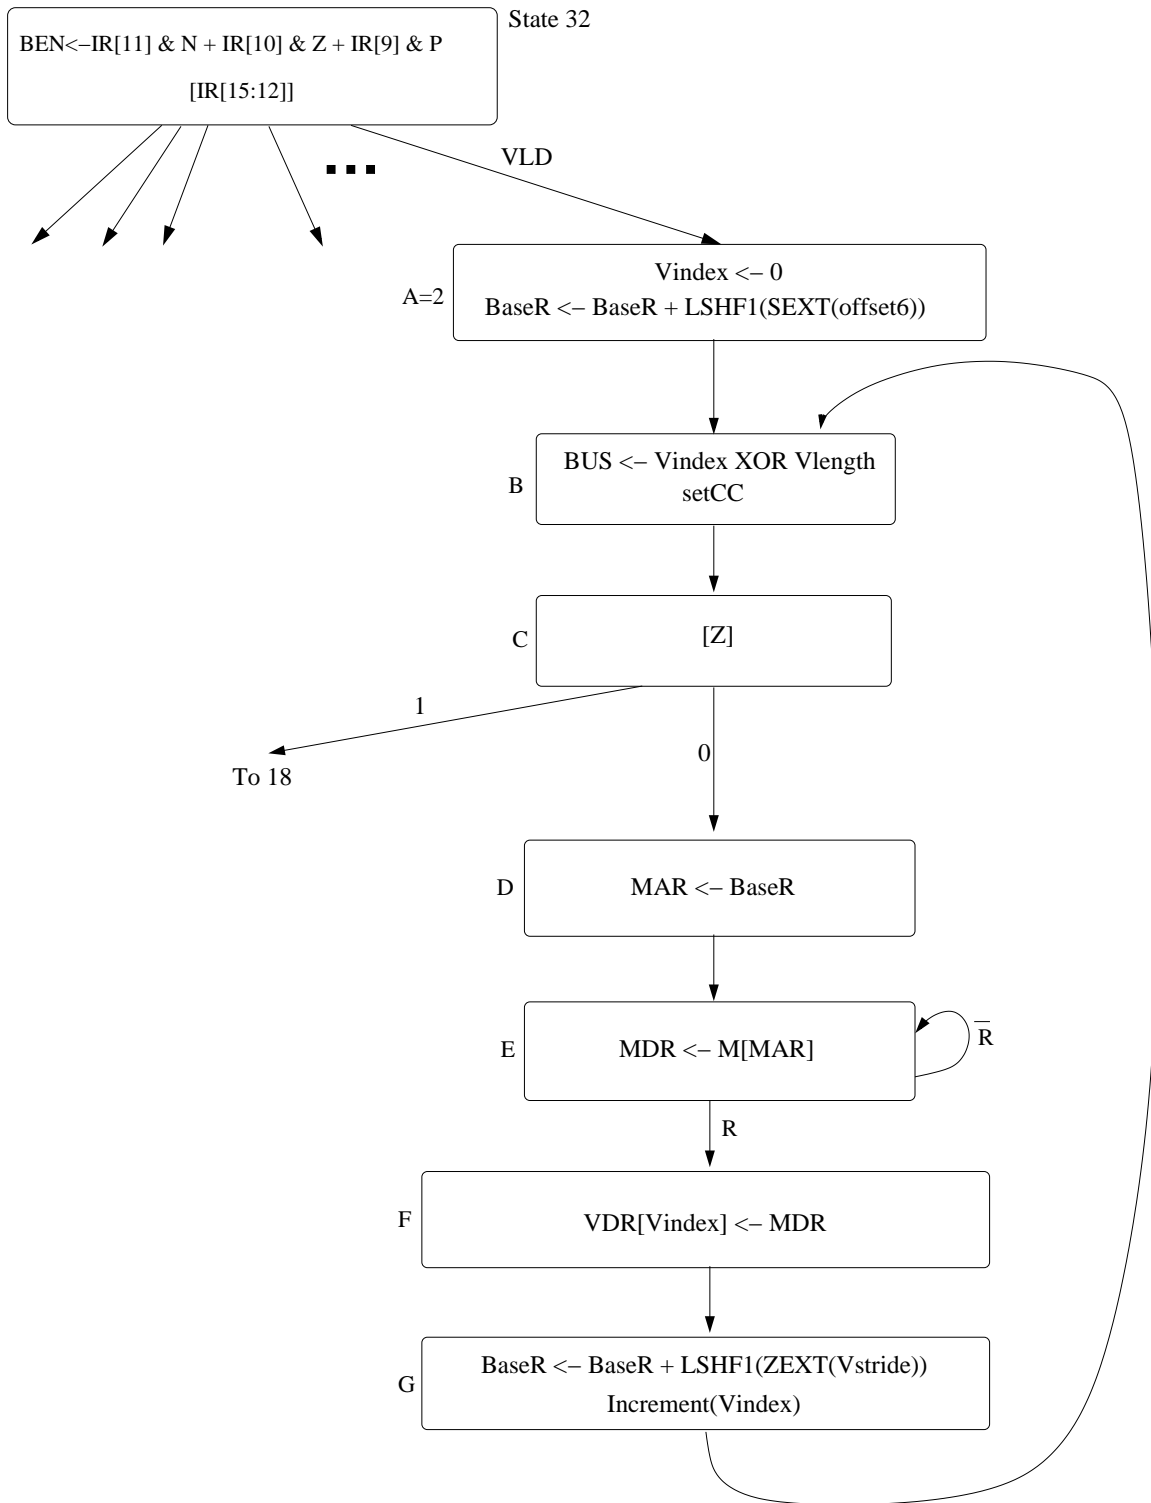 State 32
BEN<–IR[11] & N + IR[10] & Z + IR[9] & P
[IR[15:12]]
VLD
A=2
Vindex <– 0
BaseR <– BaseR + LSHF1(SEXT(offset6))
B
BUS <– Vindex XOR Vlength
setCC
C
[Z]
1
0
To 18
D
MAR <– BaseR
E
MDR <– M[MAR]
R̅
R
F
VDR[Vindex] <– MDR
G
BaseR <– BaseR + LSHF1(ZEXT(Vstride))
Increment(Vindex)